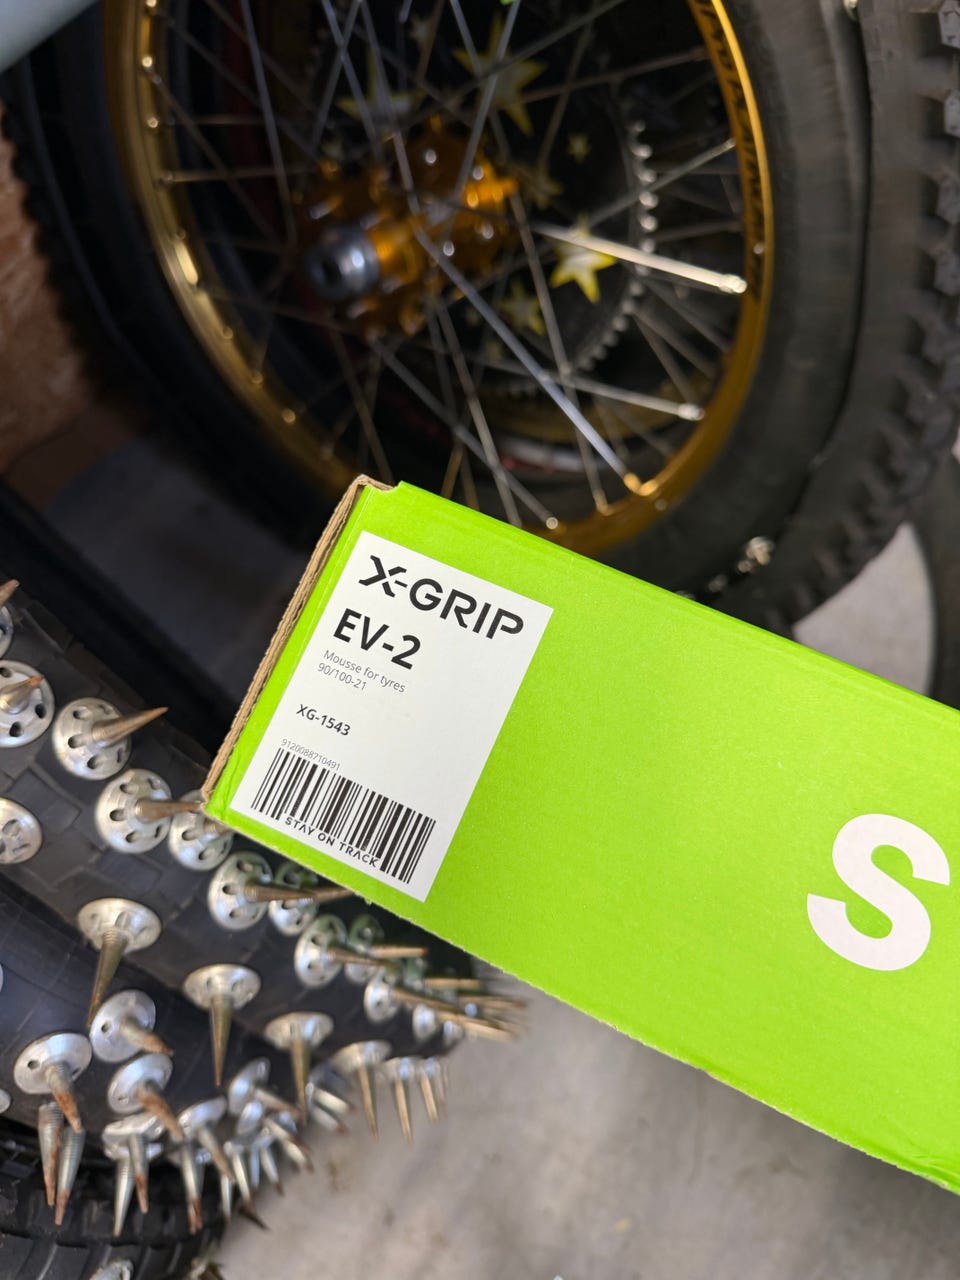 X-GRIP
EV-2
Mousse for tyres
90/100-21
XG-1543
9120088710491
STAY ON TRACK
S